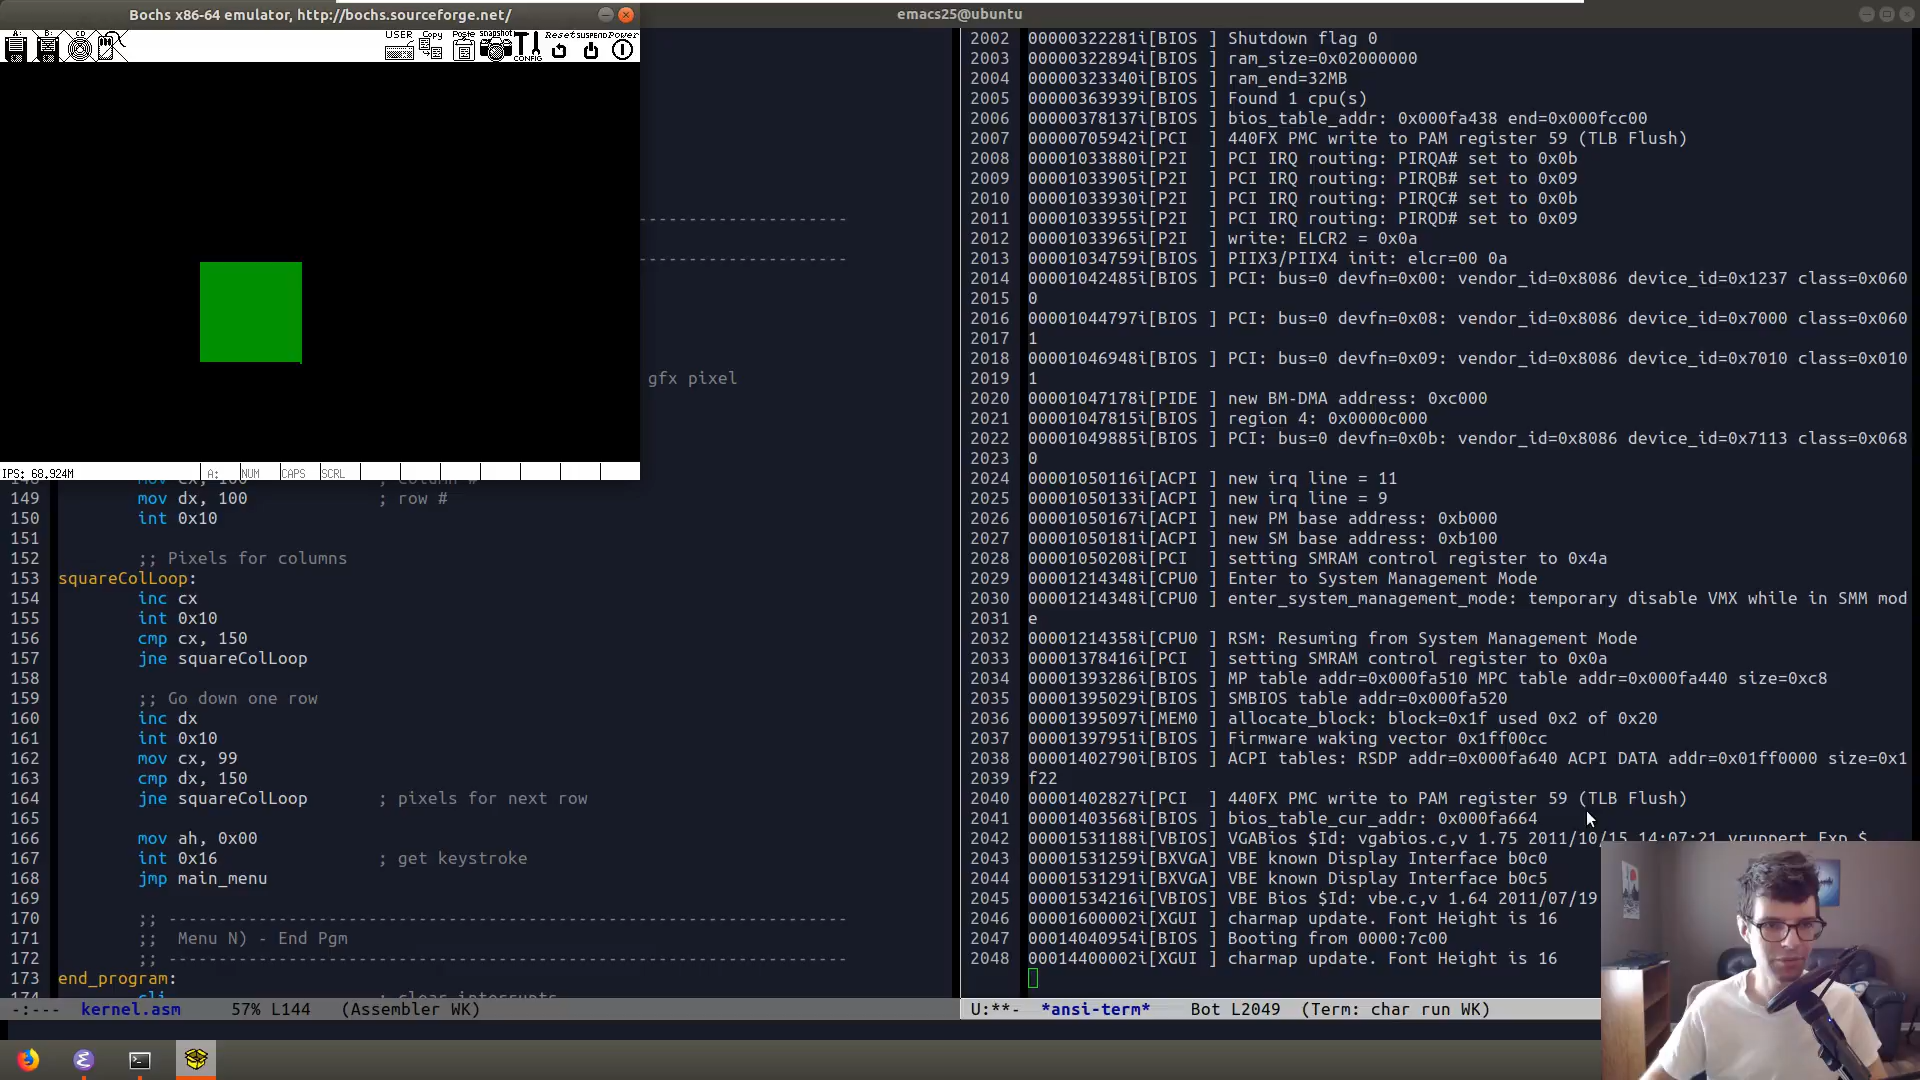 Bochs x86-64 emulator, http://bochs.sourceforge.net/
emacs25@ubuntu
A: B: CD USER Copy Paste snapshot CONFIG Reset SUSPEND Power
IPS: 68.924M A: NUM CAPS SCRL
;; ---------------------------------------------------------------------
gfx pixel
149 mov dx, 100 ; row #
150 int 0x10
151
152 ;; Pixels for columns
153 squareColLoop:
154 inc cx
155 int 0x10
156 cmp cx, 150
157 jne squareColLoop
158
159 ;; Go down one row
160 inc dx
161 int 0x10
162 mov cx, 99
163 cmp dx, 150
164 jne squareColLoop ; pixels for next row
165
166 mov ah, 0x00
167 int 0x16 ; get keystroke
168 jmp main_menu
169
170 ;; --------------------------------------------------------------------
171 ;; Menu N) - End Pgm
172 ;; --------------------------------------------------------------------
173 end_program:
-:--- kernel.asm 57% L144 (Assembler WK)
2002 00000322281i[BIOS ] Shutdown flag 0
2003 00000322894i[BIOS ] ram_size=0x02000000
2004 00000323340i[BIOS ] ram_end=32MB
2005 00000363939i[BIOS ] Found 1 cpu(s)
2006 00000378137i[BIOS ] bios_table_addr: 0x000fa438 end=0x000fcc00
2007 00000705942i[PCI ] 440FX PMC write to PAM register 59 (TLB Flush)
2008 00001033880i[P2I ] PCI IRQ routing: PIRQA# set to 0x0b
2009 00001033905i[P2I ] PCI IRQ routing: PIRQB# set to 0x09
2010 00001033930i[P2I ] PCI IRQ routing: PIRQC# set to 0x0b
2011 00001033955i[P2I ] PCI IRQ routing: PIRQD# set to 0x09
2012 00001033965i[P2I ] write: ELCR2 = 0x0a
2013 00001034759i[BIOS ] PIIX3/PIIX4 init: elcr=00 0a
2014 00001042485i[BIOS ] PCI: bus=0 devfn=0x00: vendor_id=0x8086 device_id=0x1237 class=0x060
2015 0
2016 00001044797i[BIOS ] PCI: bus=0 devfn=0x08: vendor_id=0x8086 device_id=0x7000 class=0x060
2017 1
2018 00001046948i[BIOS ] PCI: bus=0 devfn=0x09: vendor_id=0x8086 device_id=0x7010 class=0x010
2019 1
2020 00001047178i[PIDE ] new BM-DMA address: 0xc000
2021 00001047815i[BIOS ] region 4: 0x0000c000
2022 00001049885i[BIOS ] PCI: bus=0 devfn=0x0b: vendor_id=0x8086 device_id=0x7113 class=0x068
2023 0
2024 00001050116i[ACPI ] new irq line = 11
2025 00001050133i[ACPI ] new irq line = 9
2026 00001050167i[ACPI ] new PM base address: 0xb000
2027 00001050181i[ACPI ] new SM base address: 0xb100
2028 00001050208i[PCI ] setting SMRAM control register to 0x4a
2029 00001214348i[CPU0 ] Enter to System Management Mode
2030 00001214348i[CPU0 ] enter_system_management_mode: temporary disable VMX while in SMM mod
2031 e
2032 00001214358i[CPU0 ] RSM: Resuming from System Management Mode
2033 00001378416i[PCI ] setting SMRAM control register to 0x0a
2034 00001393286i[BIOS ] MP table addr=0x000fa510 MPC table addr=0x000fa440 size=0xc8
2035 00001395029i[BIOS ] SMBIOS table addr=0x000fa520
2036 00001395097i[MEM0 ] allocate_block: block=0x1f used 0x2 of 0x20
2037 00001397951i[BIOS ] Firmware waking vector 0x1ff00cc
2038 00001402790i[BIOS ] ACPI tables: RSDP addr=0x000fa640 ACPI DATA addr=0x01ff0000 size=0x1
2039 f22
2040 00001402827i[PCI ] 440FX PMC write to PAM register 59 (TLB Flush)
2041 00001403568i[BIOS ] bios_table_cur_addr: 0x000fa664
2042 00001531188i[VBIOS] VGABios $Id: vgabios.c,v 1.75 2011/10/15 14:07:21 vruppert Exp $
2043 00001531259i[BXVGA] VBE known Display Interface b0c0
2044 00001531291i[BXVGA] VBE known Display Interface b0c5
2045 00001534216i[VBIOS] VBE Bios $Id: vbe.c,v 1.64 2011/07/19
2046 00001600002i[XGUI ] charmap update. Font Height is 16
2047 00014040954i[BIOS ] Booting from 0000:7c00
2048 00014400002i[XGUI ] charmap update. Font Height is 16
U:**- *ansi-term* Bot L2049 (Term: char run WK)